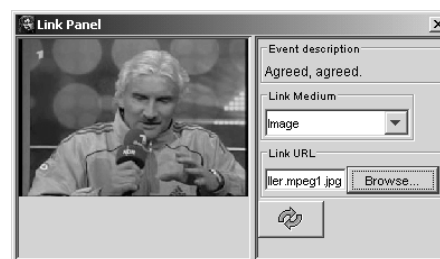 Link Panel
Event description
Agreed, agreed.
Link Medium
Image
Link URL
ller.mpeg1.jpg
Browse...